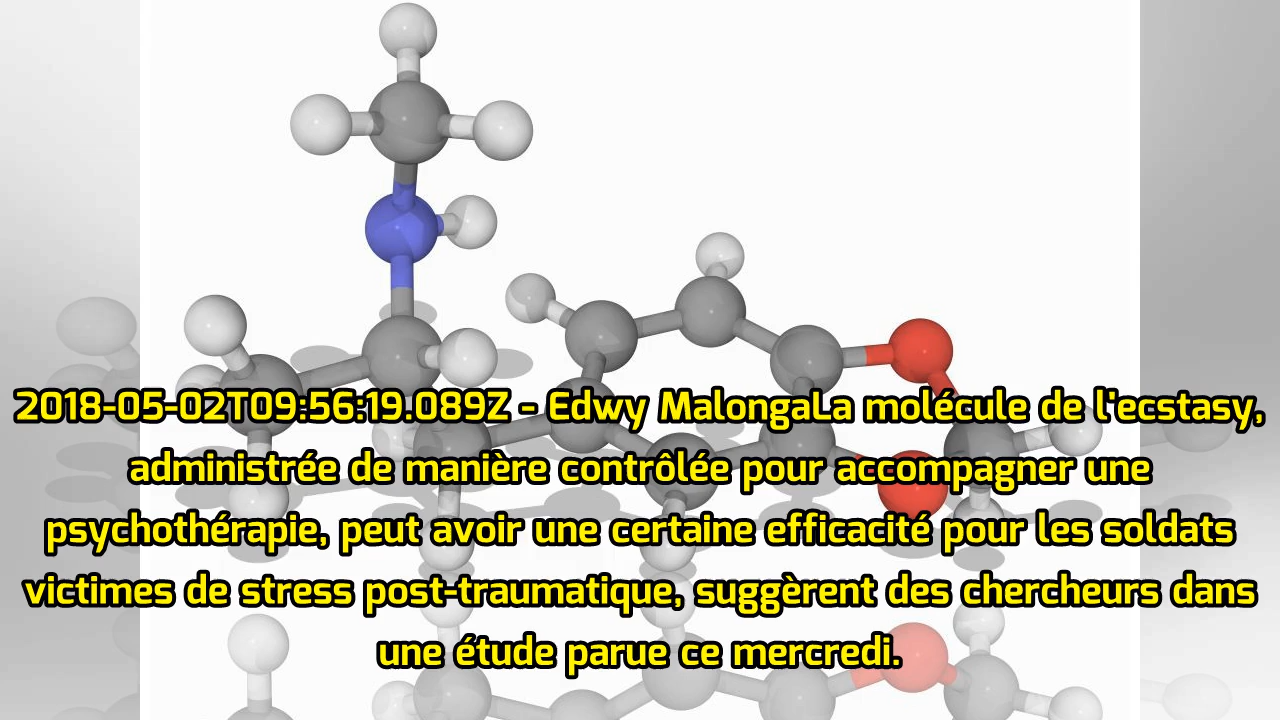 2018-05-02T09:56:19.089Z - Edwy MalongaLa molécule de l'ecstasy,
administrée de manière contrôlée pour accompagner une
psychothérapie, peut avoir une certaine efficacité pour les soldats
victimes de stress post-traumatique, suggèrent des chercheurs dans
une étude parue ce mercredi.